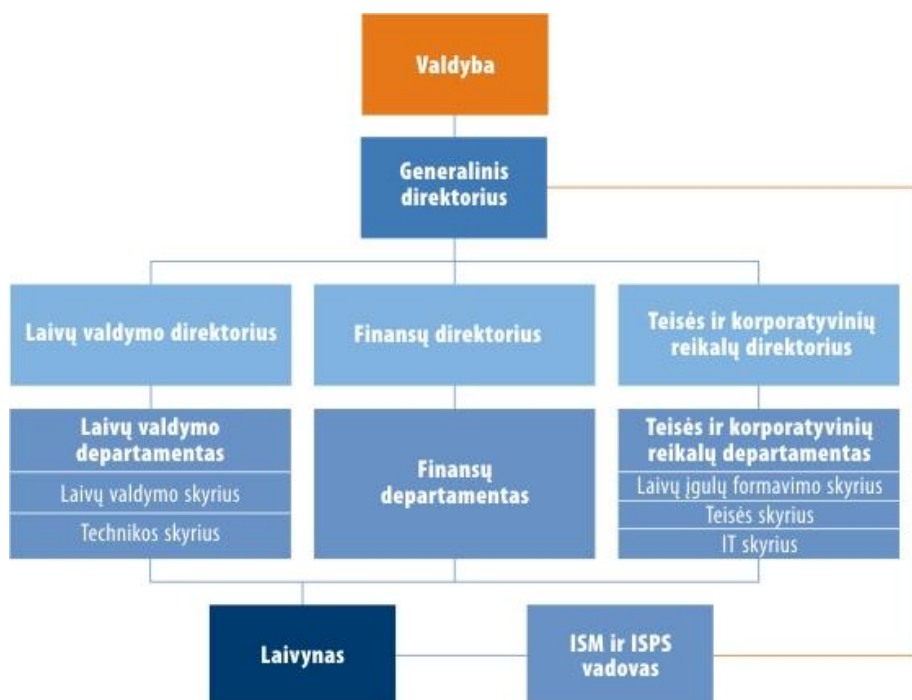 Valdyba
Generalinis
direktorius
Laivų valdymo direktorius
Finansų direktorius
Teisės ir korporatyvinių
reikalų direktorius
Laivų valdymo
departamentas
Laivų valdymo skyrius
Technikos skyrius
Finansų
departamentas
Teisės ir korporatyvinių
reikalų departamentas
Laivų įgulų formavimo skyrius
Teisės skyrius
IT skyrius
Laivynas
ISM ir ISPS
vadovas